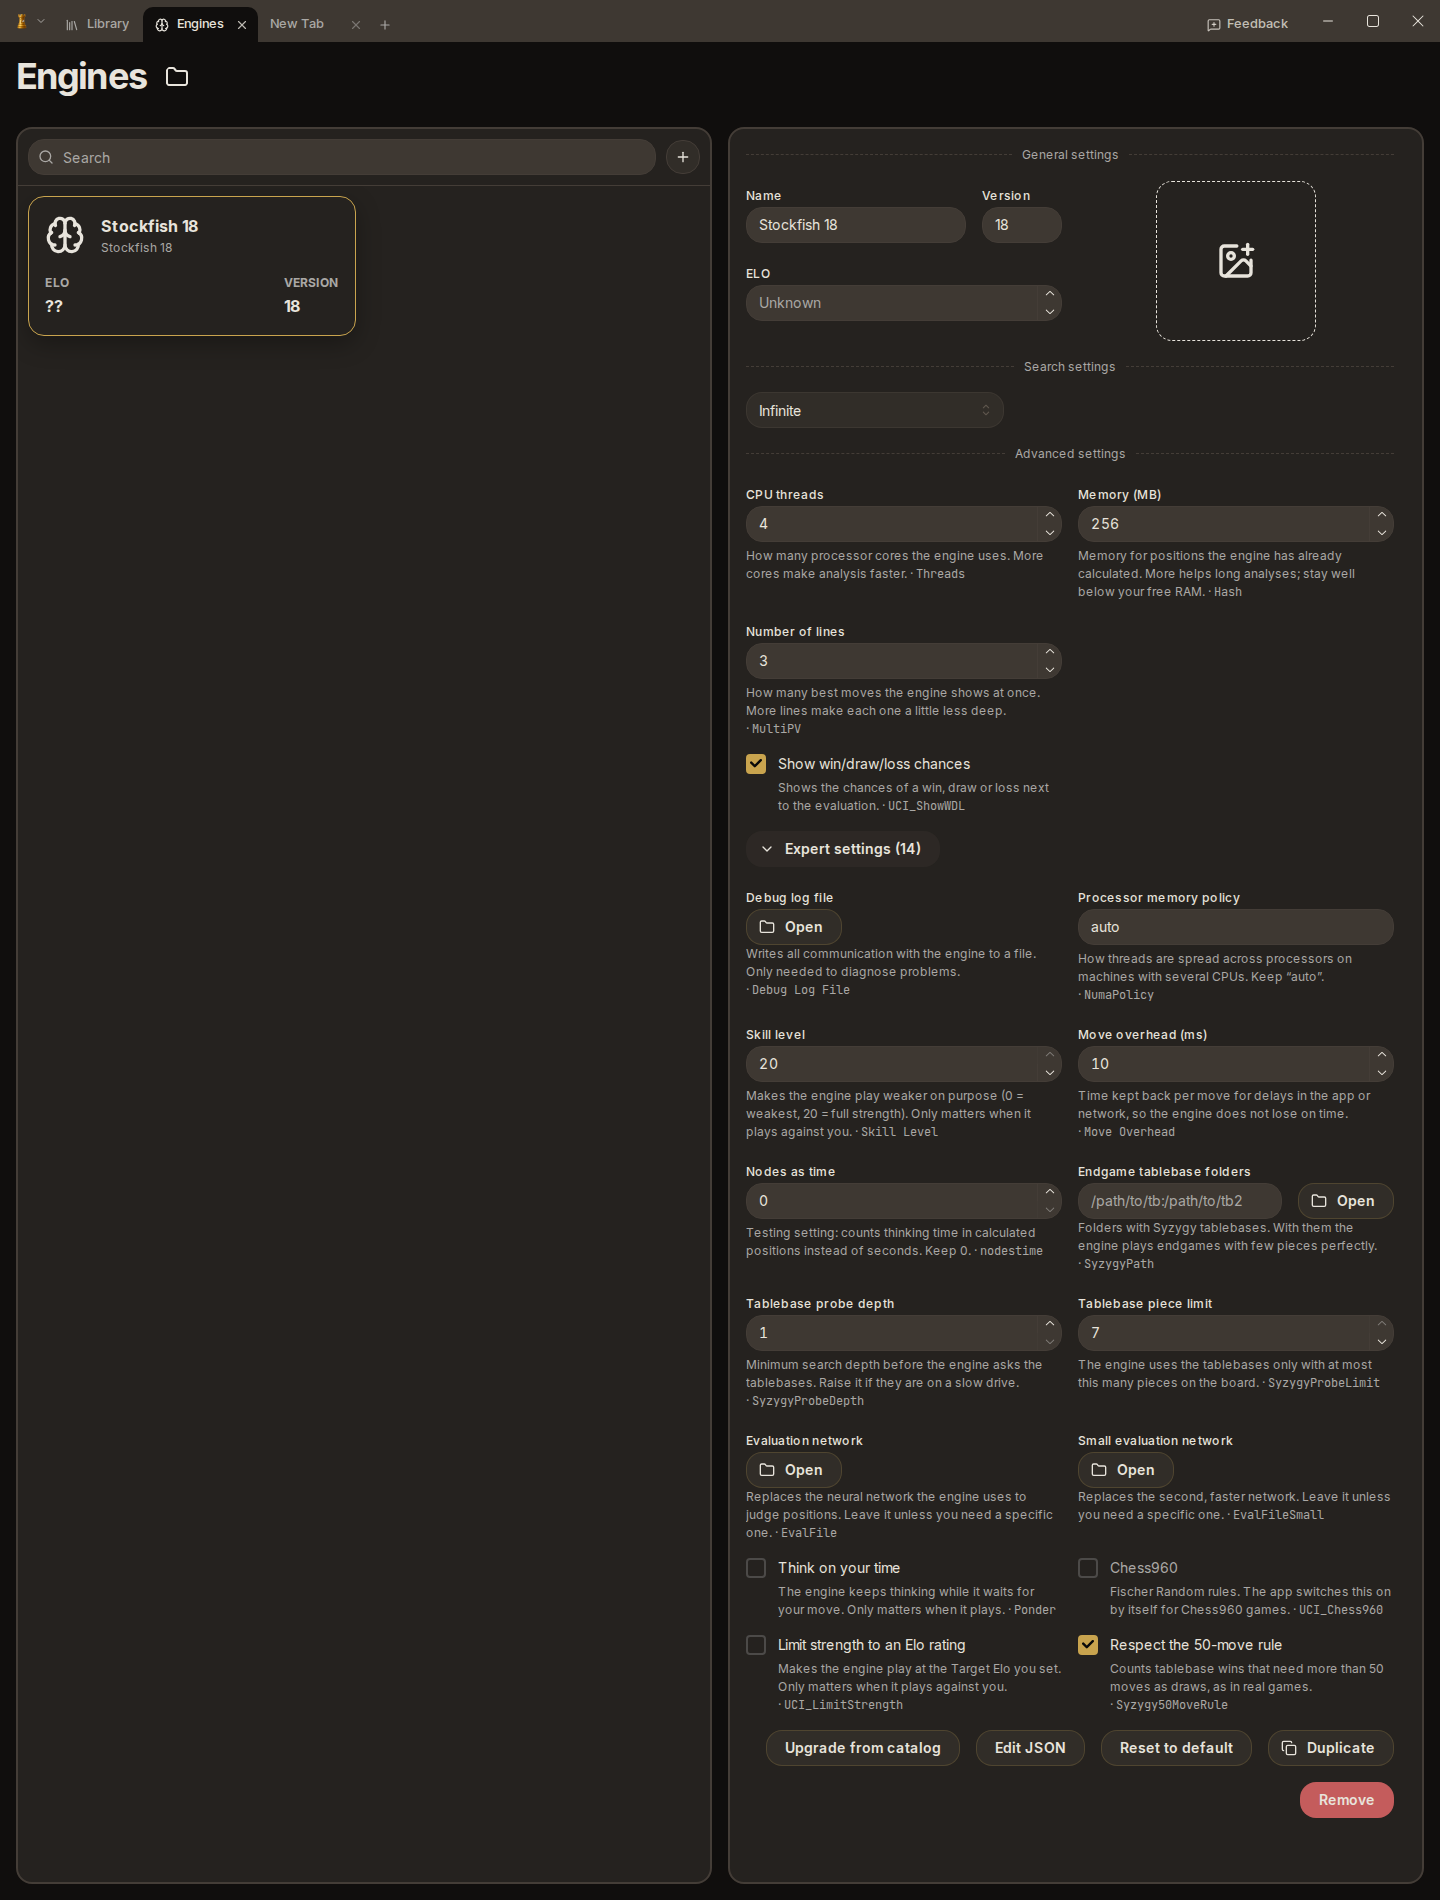 Library
Engines
New Tab
Feedback
Engines
Search
Stockfish 18
Stockfish 18
ELO
VERSION
??
18
General settings
Name
Version
Stockfish 18
18
ELO
Unknown
Search settings
Infinite
Advanced settings
CPU threads
4
How many processor cores the engine uses. More
cores make analysis faster. · Threads
Memory (MB)
256
Memory for positions the engine has already
calculated. More helps long analyses; stay well
below your free RAM. · Hash
Number of lines
3
How many best moves the engine shows at once.
More lines make each one a little less deep.
· MultiPV
Show win/draw/loss chances
Shows the chances of a win, draw or loss next
to the evaluation. · UCI_ShowWDL
Expert settings (14)
Debug log file
Open
Writes all communication with the engine to a file.
Only needed to diagnose problems.
· Debug Log File
Processor memory policy
auto
How threads are spread across processors on
machines with several CPUs. Keep “auto”.
· NumaPolicy
Skill level
20
Makes the engine play weaker on purpose (0 =
weakest, 20 = full strength). Only matters when it
plays against you. · Skill Level
Move overhead (ms)
10
Time kept back per move for delays in the app or
network, so the engine does not lose on time.
· Move Overhead
Nodes as time
0
Testing setting: counts thinking time in calculated
positions instead of seconds. Keep 0. · nodestime
Endgame tablebase folders
/path/to/tb:/path/to/tb2
Open
Folders with Syzygy tablebases. With them the
engine plays endgames with few pieces perfectly.
· SyzygyPath
Tablebase probe depth
1
Minimum search depth before the engine asks the
tablebases. Raise it if they are on a slow drive.
· SyzygyProbeDepth
Tablebase piece limit
7
The engine uses the tablebases only with at most
this many pieces on the board. · SyzygyProbeLimit
Evaluation network
Open
Replaces the neural network the engine uses to
judge positions. Leave it unless you need a specific
one. · EvalFile
Small evaluation network
Open
Replaces the second, faster network. Leave it unless
you need a specific one. · EvalFileSmall
Think on your time
The engine keeps thinking while it waits for
your move. Only matters when it plays. · Ponder
Chess960
Fischer Random rules. The app switches this on
by itself for Chess960 games. · UCI_Chess960
Limit strength to an Elo rating
Makes the engine play at the Target Elo you set.
Only matters when it plays against you.
· UCI_LimitStrength
Respect the 50-move rule
Counts tablebase wins that need more than 50
moves as draws, as in real games.
· Syzygy50MoveRule
Upgrade from catalog
Edit JSON
Reset to default
Duplicate
Remove